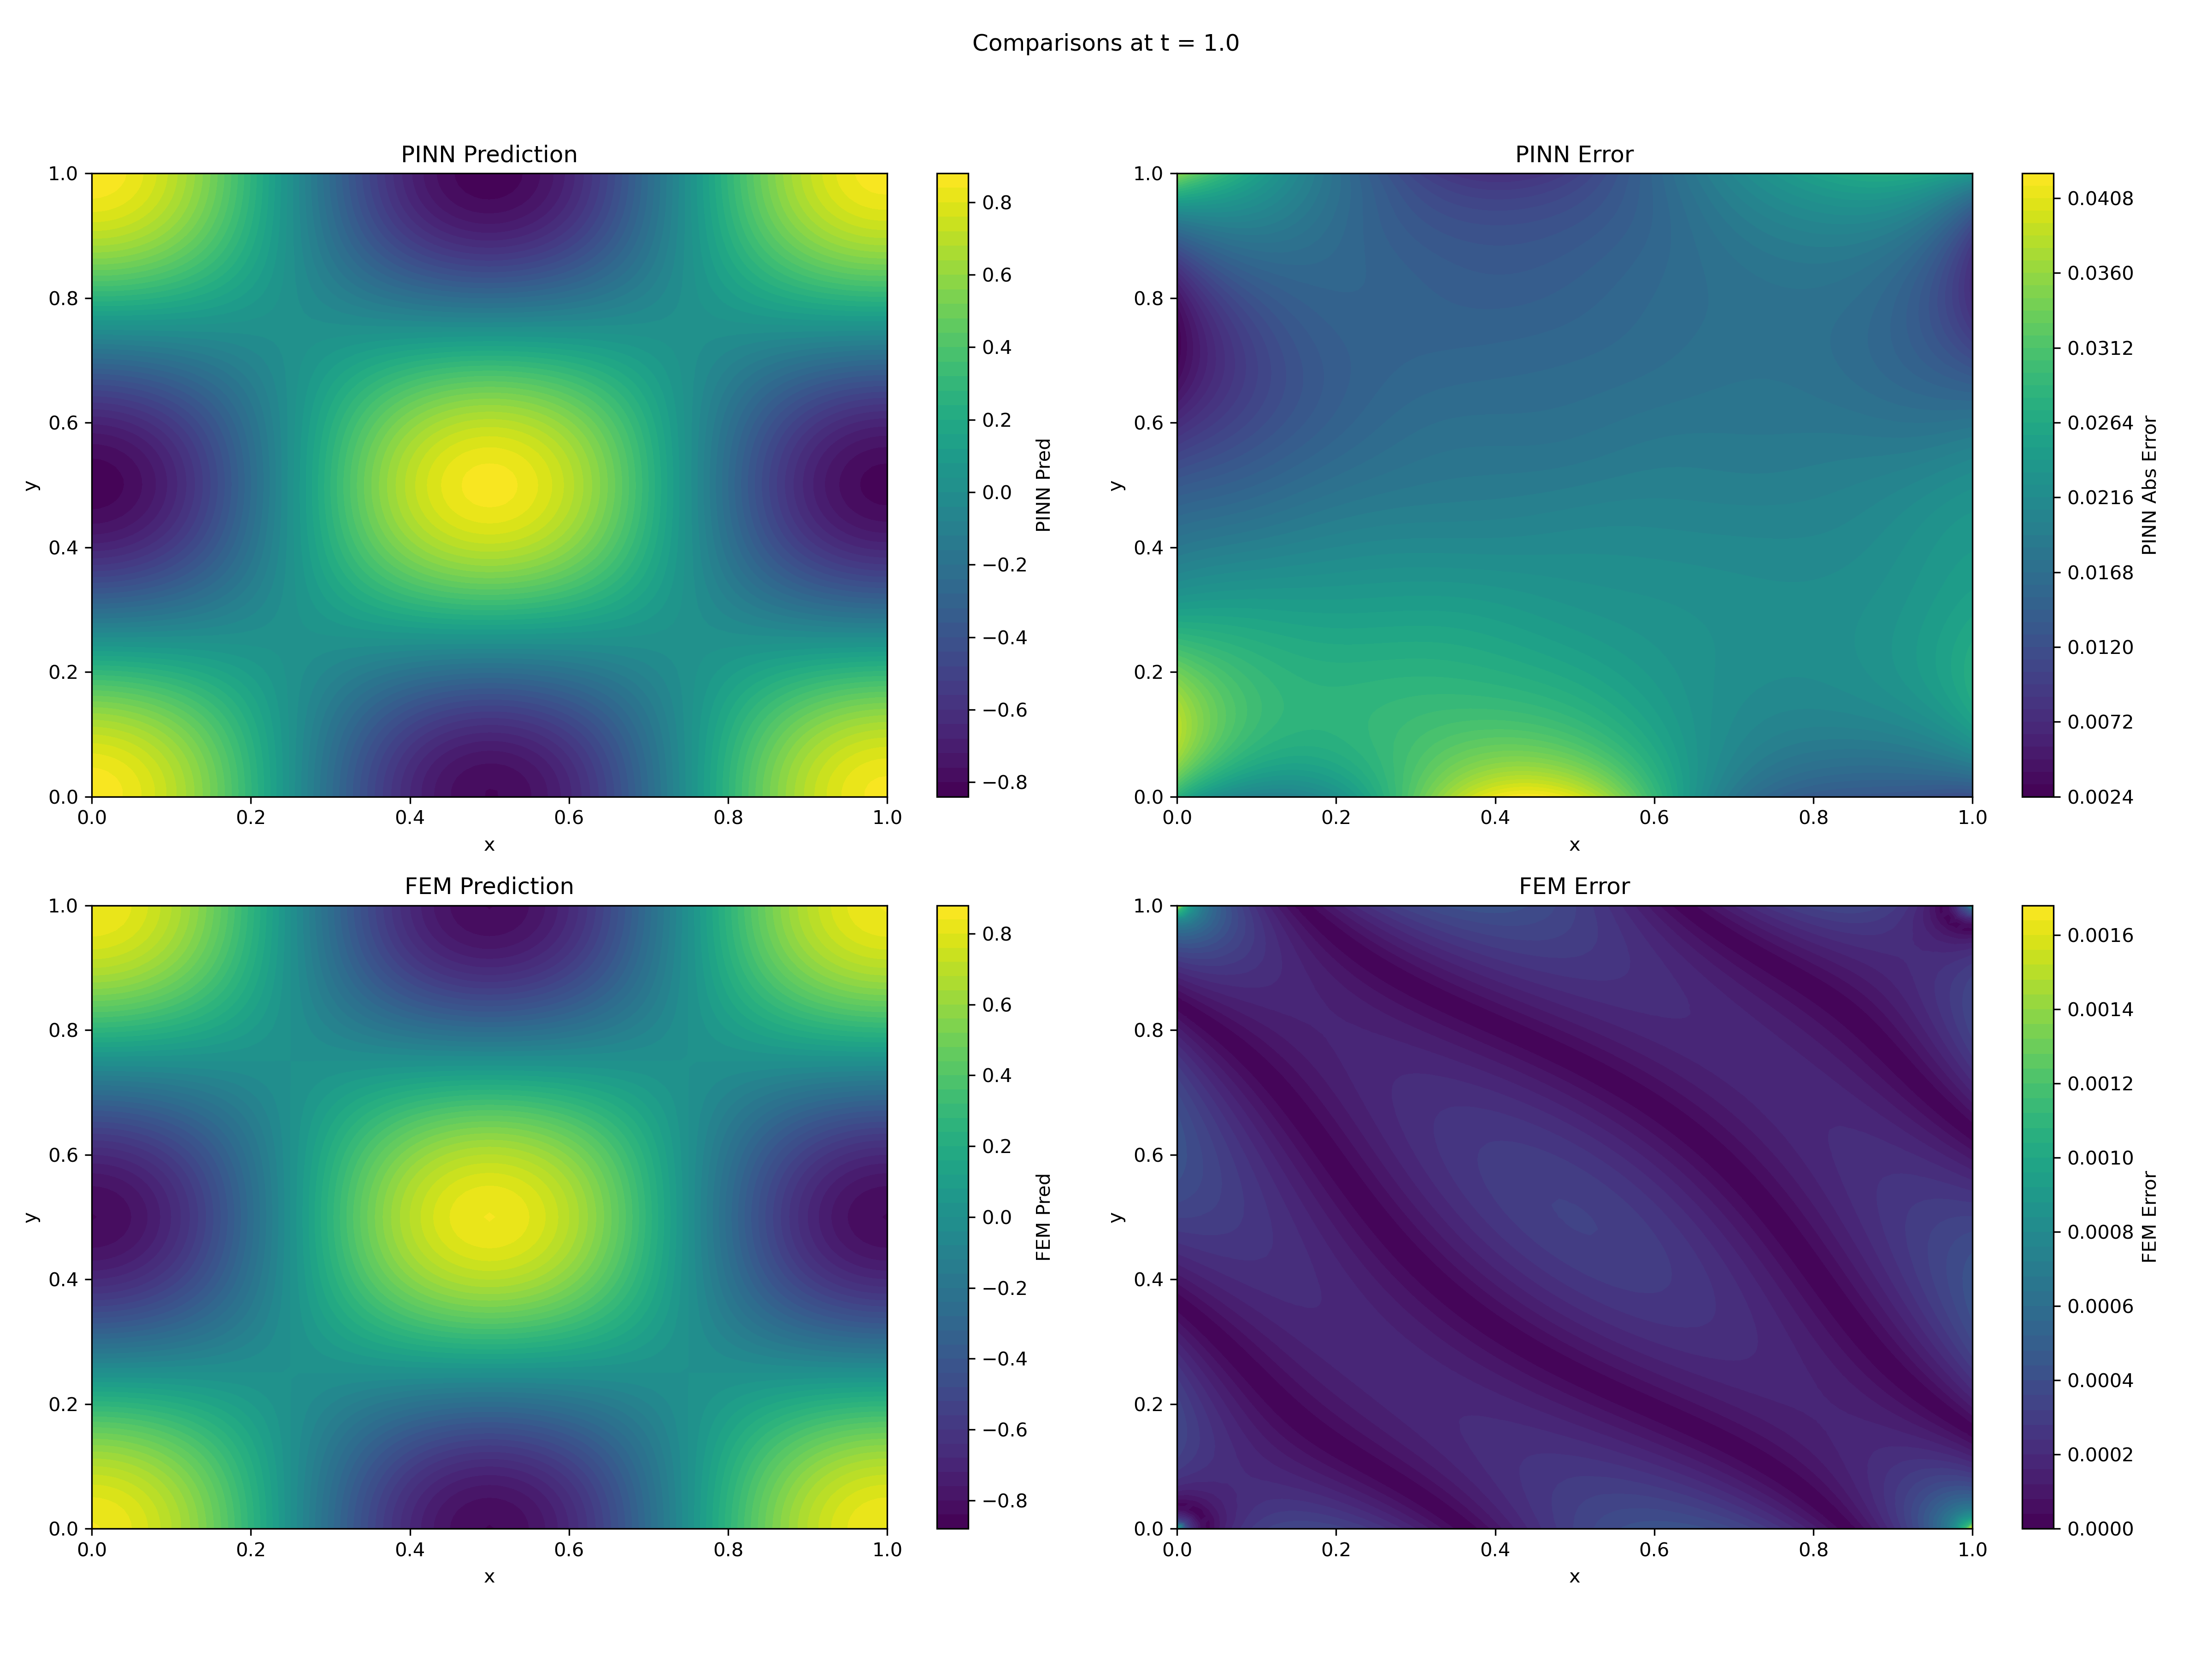 Comparisons at t = 1.0
PINN Prediction
1.0
0.8
0.6
0.4
0.2
0.0
y
0.0 0.2 0.4 0.6 0.8 1.0
x
0.8
0.6
0.4
0.2
0.0
−0.2
−0.4
−0.6
−0.8
PINN Pred
PINN Error
1.0
0.8
0.6
0.4
0.2
0.0
y
0.0 0.2 0.4 0.6 0.8 1.0
x
0.0408
0.0360
0.0312
0.0264
0.0216
0.0168
0.0120
0.0072
0.0024
PINN Abs Error
FEM Prediction
1.0
0.8
0.6
0.4
0.2
0.0
y
0.0 0.2 0.4 0.6 0.8 1.0
x
0.8
0.6
0.4
0.2
0.0
−0.2
−0.4
−0.6
−0.8
FEM Pred
FEM Error
1.0
0.8
0.6
0.4
0.2
0.0
y
0.0 0.2 0.4 0.6 0.8 1.0
x
0.0016
0.0014
0.0012
0.0010
0.0008
0.0006
0.0004
0.0002
0.0000
FEM Error